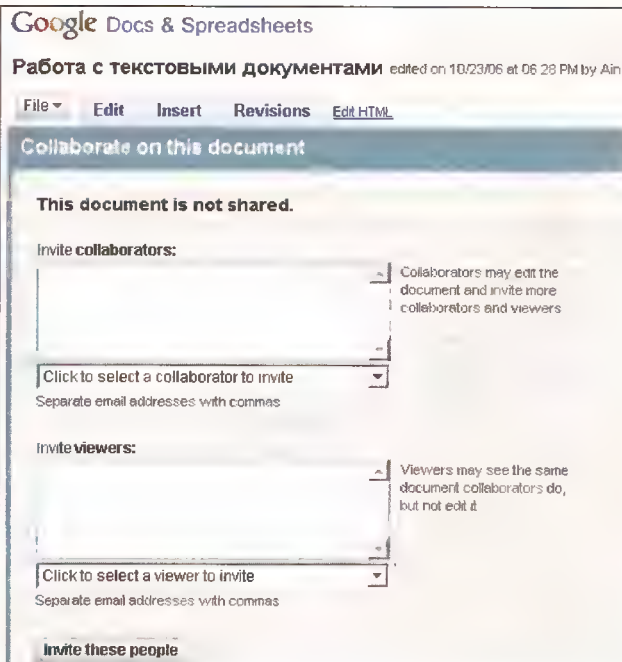 Google Docs & Spreadsheets
Работа с текстовыми документами edited on 10/23/06 at 06 28 PM by Ain
File Edit Insert Revisions Edit HTML
Collaborate on this document
This document is not shared.
Invite collaborators:
Collaborators may edit the
document and invite more
collaborators and viewers
Click to select a collaborator to invite
Separate email addresses with commas
Invite viewers:
Viewers may see the same
document collaborators do,
but not edit it
Click to select a viewer to invite
Separate email addresses with commas
Invite these people